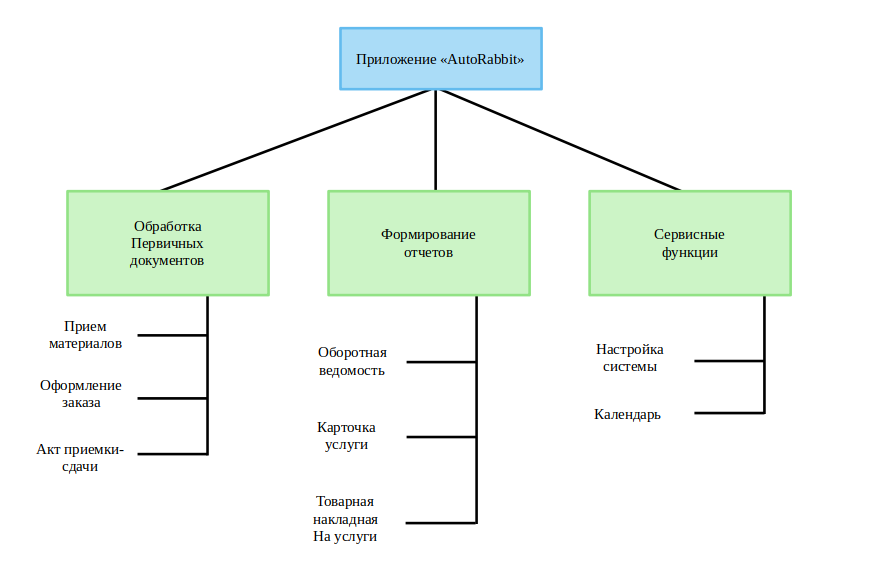 Приложение «AutoRabbit»
Обработка
Первичных
документов
Формирование
отчетов
Сервисные
функции
Прием
материалов
Оформление
заказа
Акт приемки-
сдачи
Оборотная
ведомость
Карточка
услуги
Товарная
накладная
На услуги
Настройка
системы
Календарь